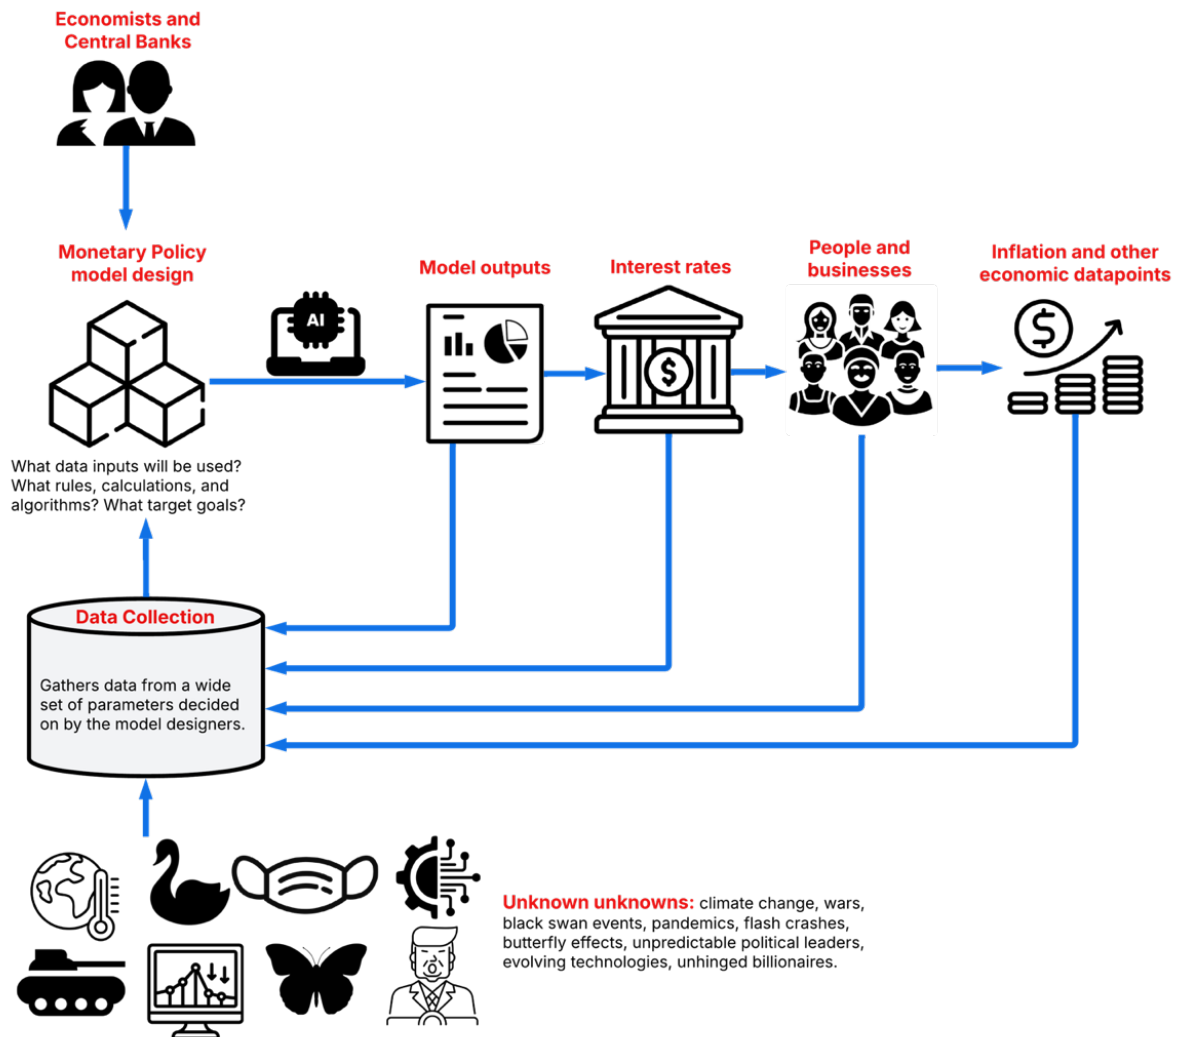 Economists and
Central Banks
Monetary Policy
model design
AI
Model outputs
Interest rates
$
People and
businesses
Inflation and other
economic datapoints
$
What data inputs will be used?
What rules, calculations, and
algorithms? What target goals?
Data Collection
Gathers data from a wide
set of parameters decided
on by the model designers.
Unknown unknowns: climate change, wars,
black swan events, pandemics, flash crashes,
butterfly effects, unpredictable political leaders,
evolving technologies, unhinged billionaires.